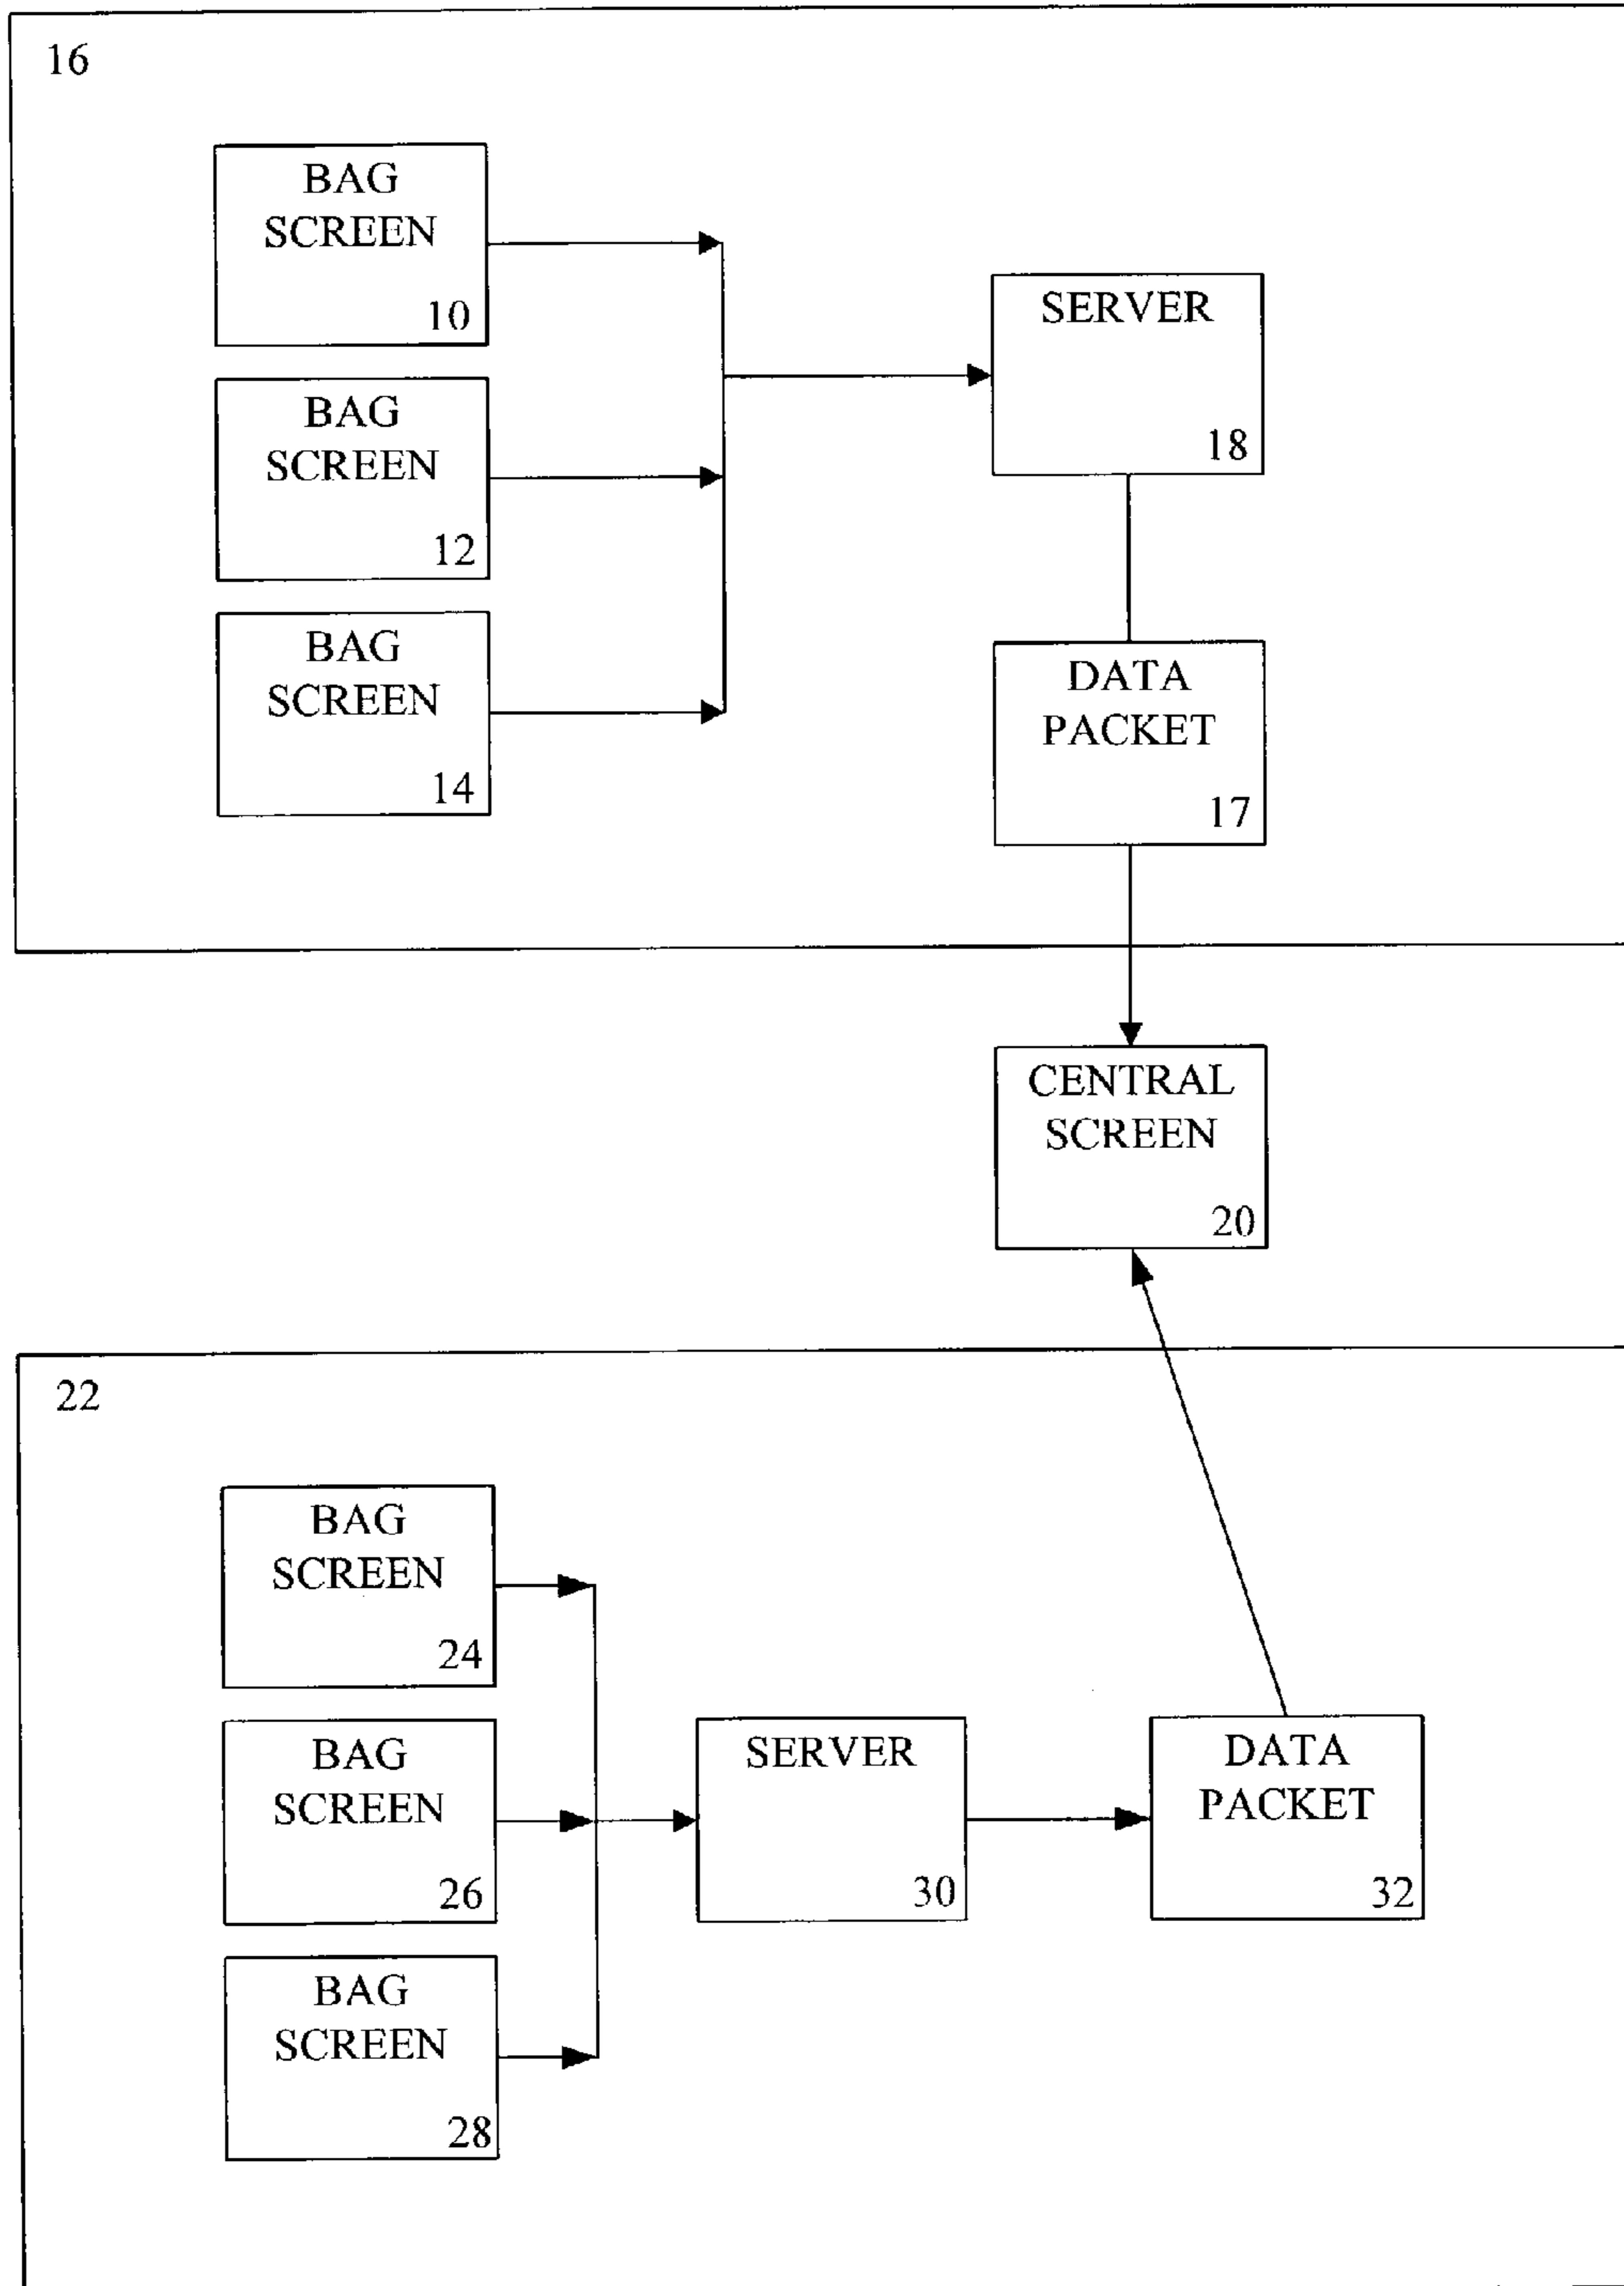 16
BAG
SCREEN
10
BAG
SCREEN
12
BAG
SCREEN
14
SERVER
18
DATA
PACKET
17
CENTRAL
SCREEN
20
22
BAG
SCREEN
24
BAG
SCREEN
26
BAG
SCREEN
28
SERVER
30
DATA
PACKET
32